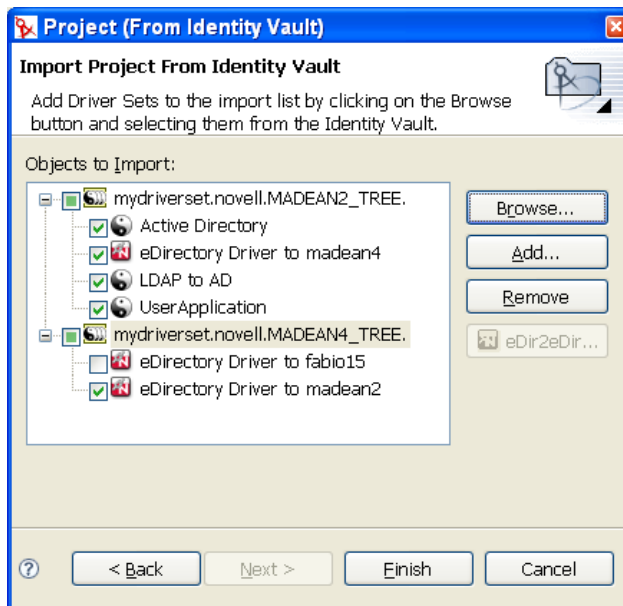 Project (From Identity Vault)
Import Project From Identity Vault
Add Driver Sets to the import list by clicking on the Browse
button and selecting them from the Identity Vault.
Objects to Import:
mydriverset.novell.MADEAN2_TREE.
Active Directory
eDirectory Driver to madean4
LDAP to AD
UserApplication
mydriverset.novell.MADEAN4_TREE.
eDirectory Driver to fabio15
eDirectory Driver to madean2
Browse...
Add...
Remove
eDir2eDir...
< Back
Next >
Finish
Cancel